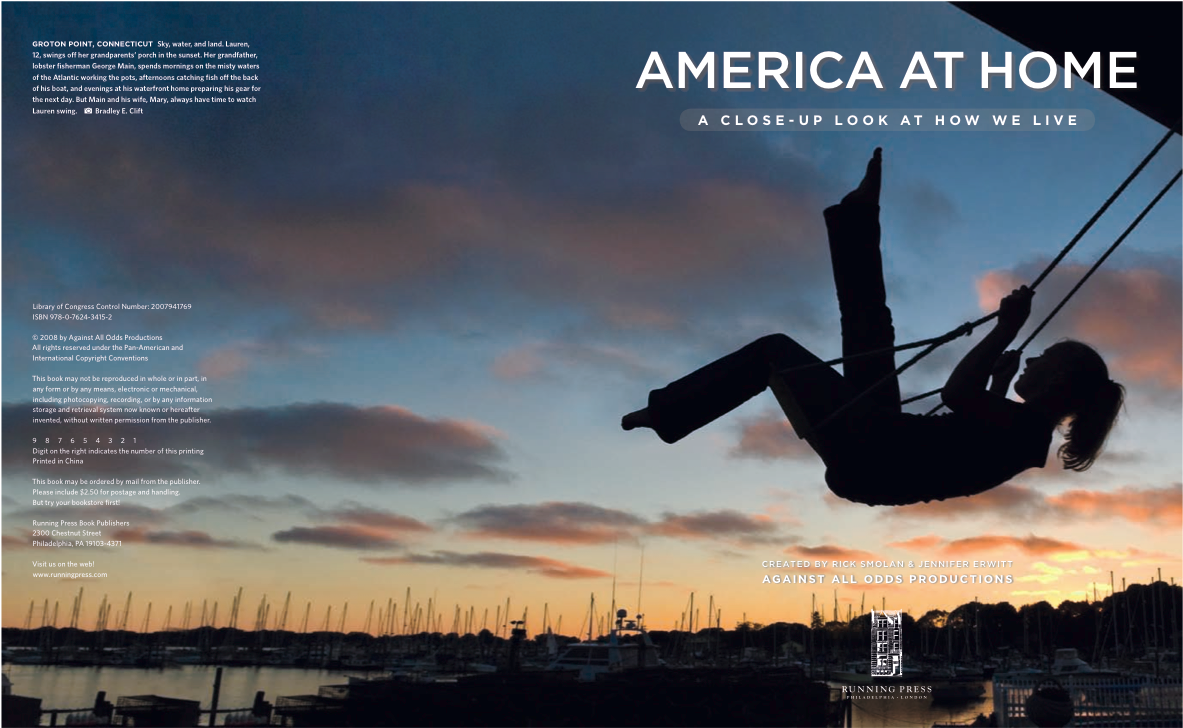 GROTON POINT, CONNECTICUT Sky, water, and land. Lauren,
12, swings off her grandparents' porch in the sunset. Her grandfather,
lobster fisherman George Main, spends mornings on the misty waters
of the Atlantic working the pots, afternoons catching fish off the back
of his boat, and evenings at his waterfront home preparing his gear for
the next day. But Main and his wife, Mary, always have time to watch
Lauren swing. Bradley E. Clift
Library of Congress Control Number: 2007941769
ISBN 978-0-7624-3415-2
© 2008 by Against All Odds Productions
All rights reserved under the Pan-American and
International Copyright Conventions
This book may not be reproduced in whole or in part, in
any form or by any means, electronic or mechanical,
including photocopying, recording, or by any information
storage and retrieval system now known or hereafter
invented, without written permission from the publisher.
9 8 7 6 5 4 3 2 1
Digit on the right indicates the number of this printing
Printed in China
This book may be ordered by mail from the publisher.
Please include $2.50 for postage and handling.
But try your bookstore first!
Running Press Book Publishers
2300 Chestnut Street
Philadelphia, PA 19103-4371
Visit us on the web!
www.runningpress.com
AMERICA AT HOME
A CLOSE-UP LOOK AT HOW WE LIVE
CREATED BY RICK SMOLAN & JENNIFER ERWITT
AGAINST ALL ODDS PRODUCTIONS
RUNNING PRESS
PHILADELPHIA · LONDON